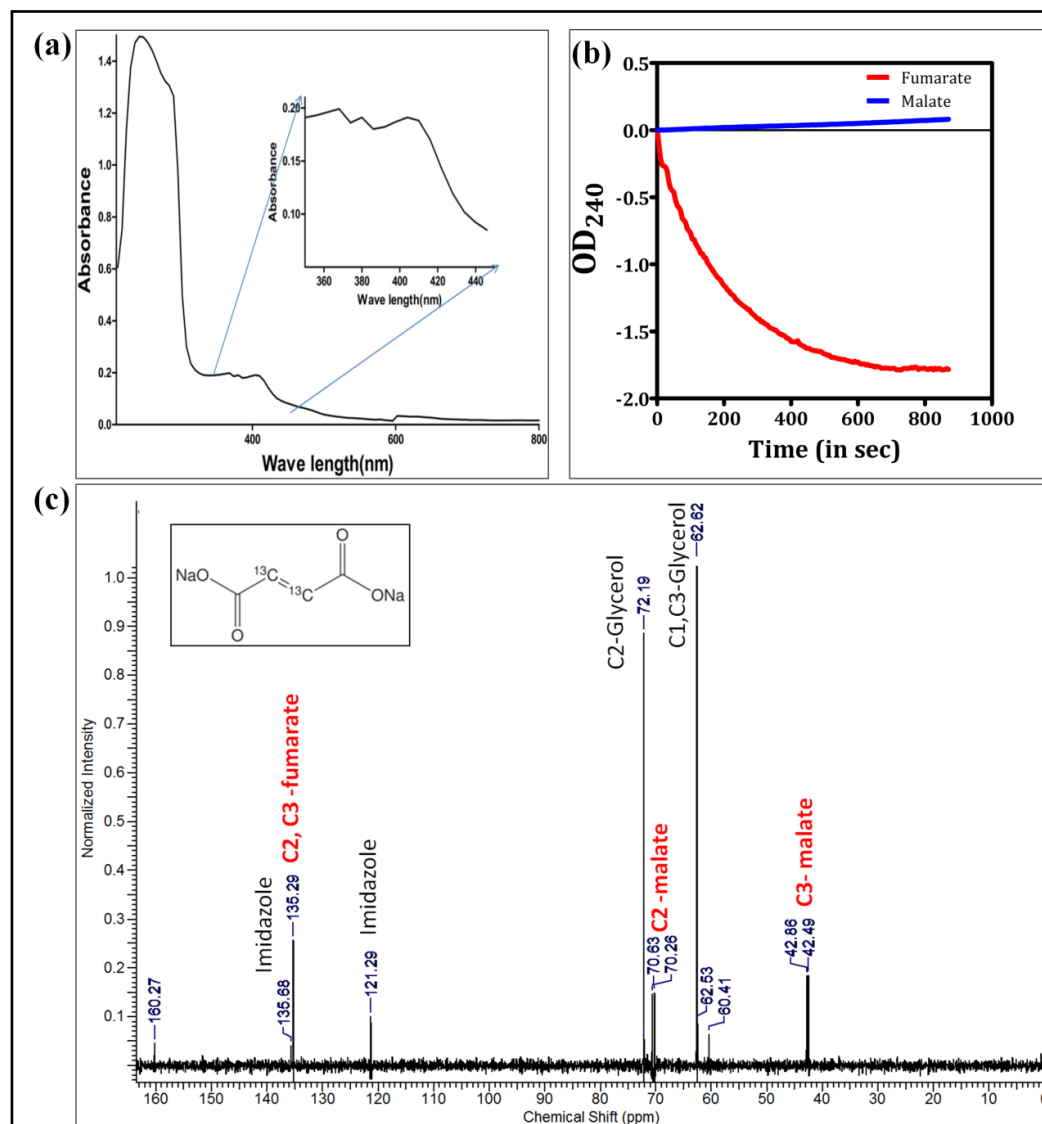 (a)
Absorbance
1.4
1.2
1.0
0.8
0.6
0.4
0.2
0.0
400
600
800
Wave length(nm)
Absorbance
0.20
0.15
0.10
360
380
400
420
440
Wave length(nm)
(b)
OD240
0.5
0.0
-0.5
-1.0
-1.5
-2.0
Fumarate
Malate
0
200
400
600
800
1000
Time (in sec)
(c)
Normalized Intensity
1.0
0.9
0.8
0.7
0.6
0.5
0.4
0.3
0.2
0.1
NaO
O
13C
13C
O
ONa
160.27
Imidazole
135.68
C2, C3 -fumarate
135.29
Imidazole
121.29
C2-Glycerol
72.19
C2 -malate
70.63
70.26
C1,C3-Glycerol
62.62
62.53
60.41
C3- malate
42.86
42.49
160
150
140
130
120
110
100
90
80
70
60
50
40
30
20
10
0
Chemical Shift (ppm)